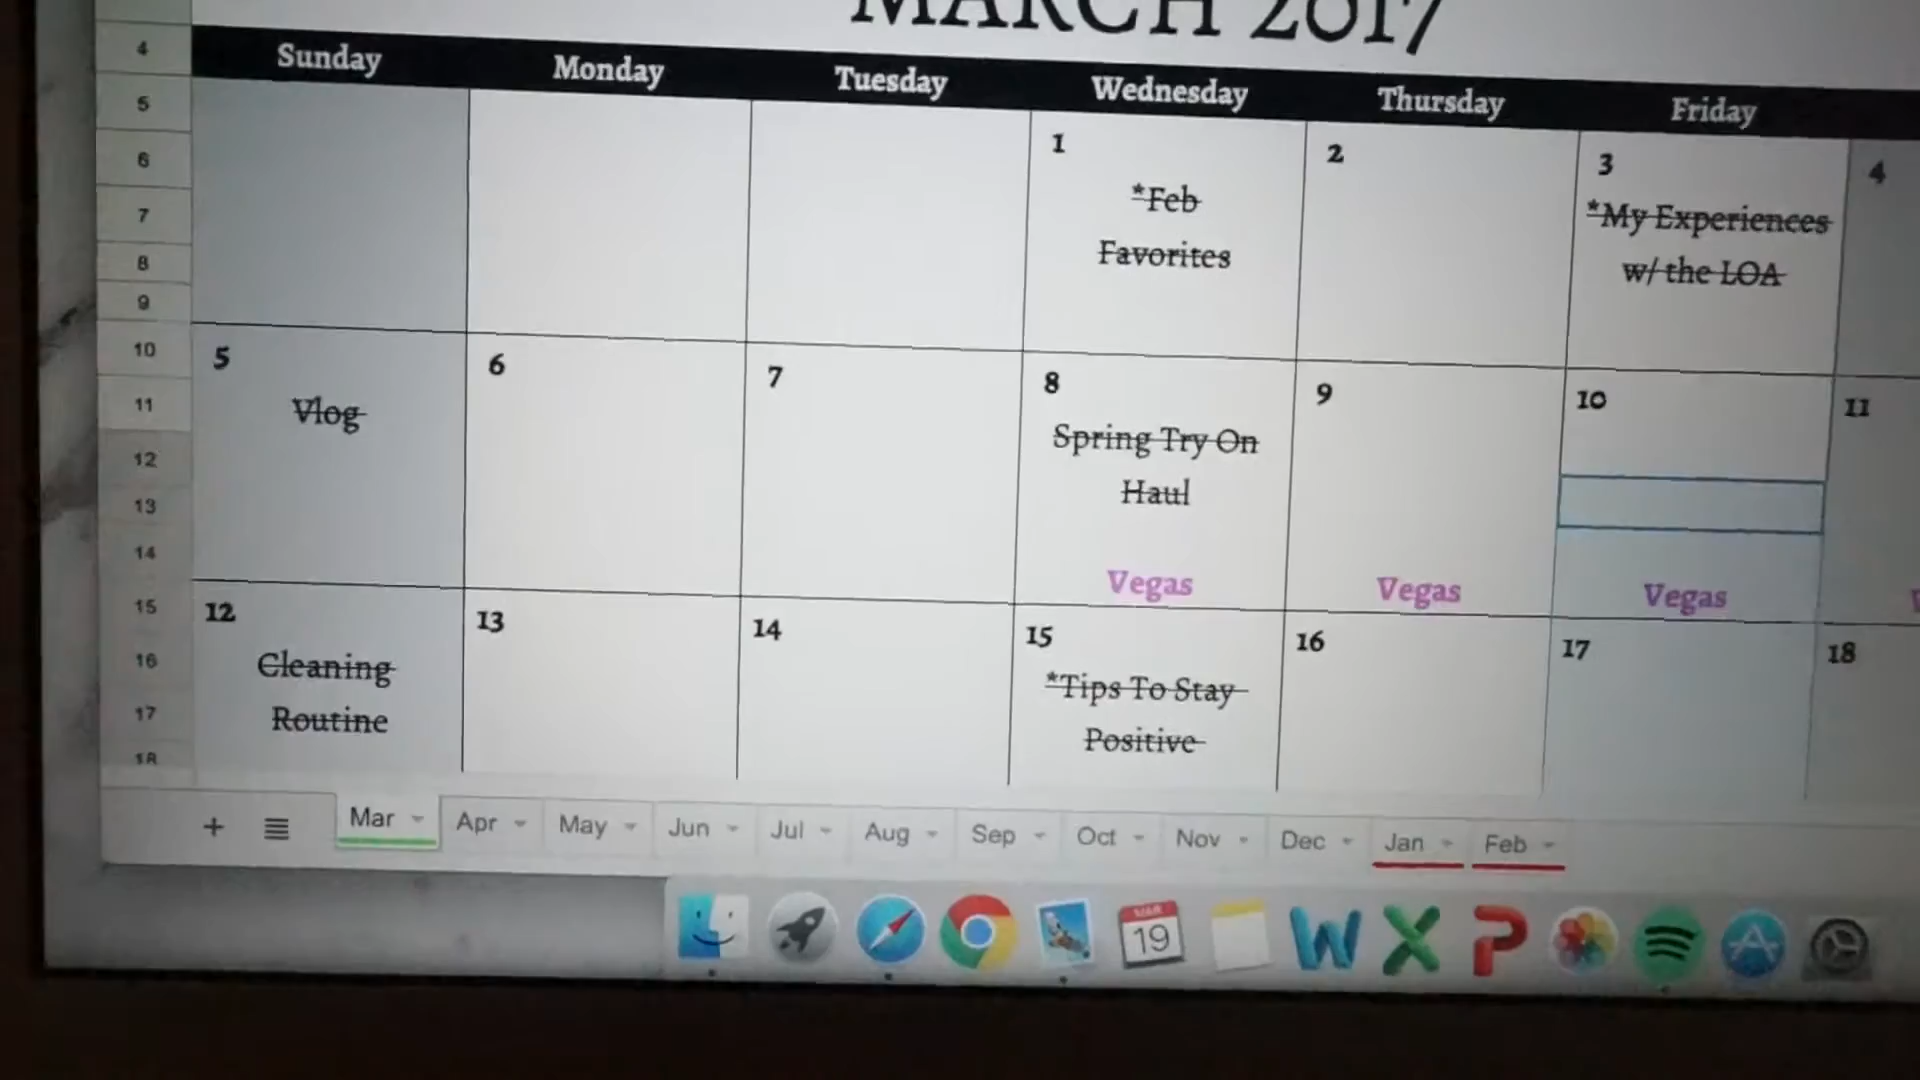 MARCH 2017
4
Sunday
Monday
Tuesday
Wednesday
Thursday
Friday
5
6
7
8
9
1
*Feb
Favorites
2
3
*My Experiences
w/ the LOA
4
10
11
12
13
14
5
Vlog
6
7
8
Spring Try On
Haul
Vegas
9
Vegas
10
Vegas
11
15
16
17
18
12
Cleaning
Routine
13
14
15
*Tips To Stay
Positive
16
17
18
+
Mar
Apr
May
Jun
Jul
Aug
Sep
Oct
Nov
Dec
Jan
Feb
MAR
19
W
X
P